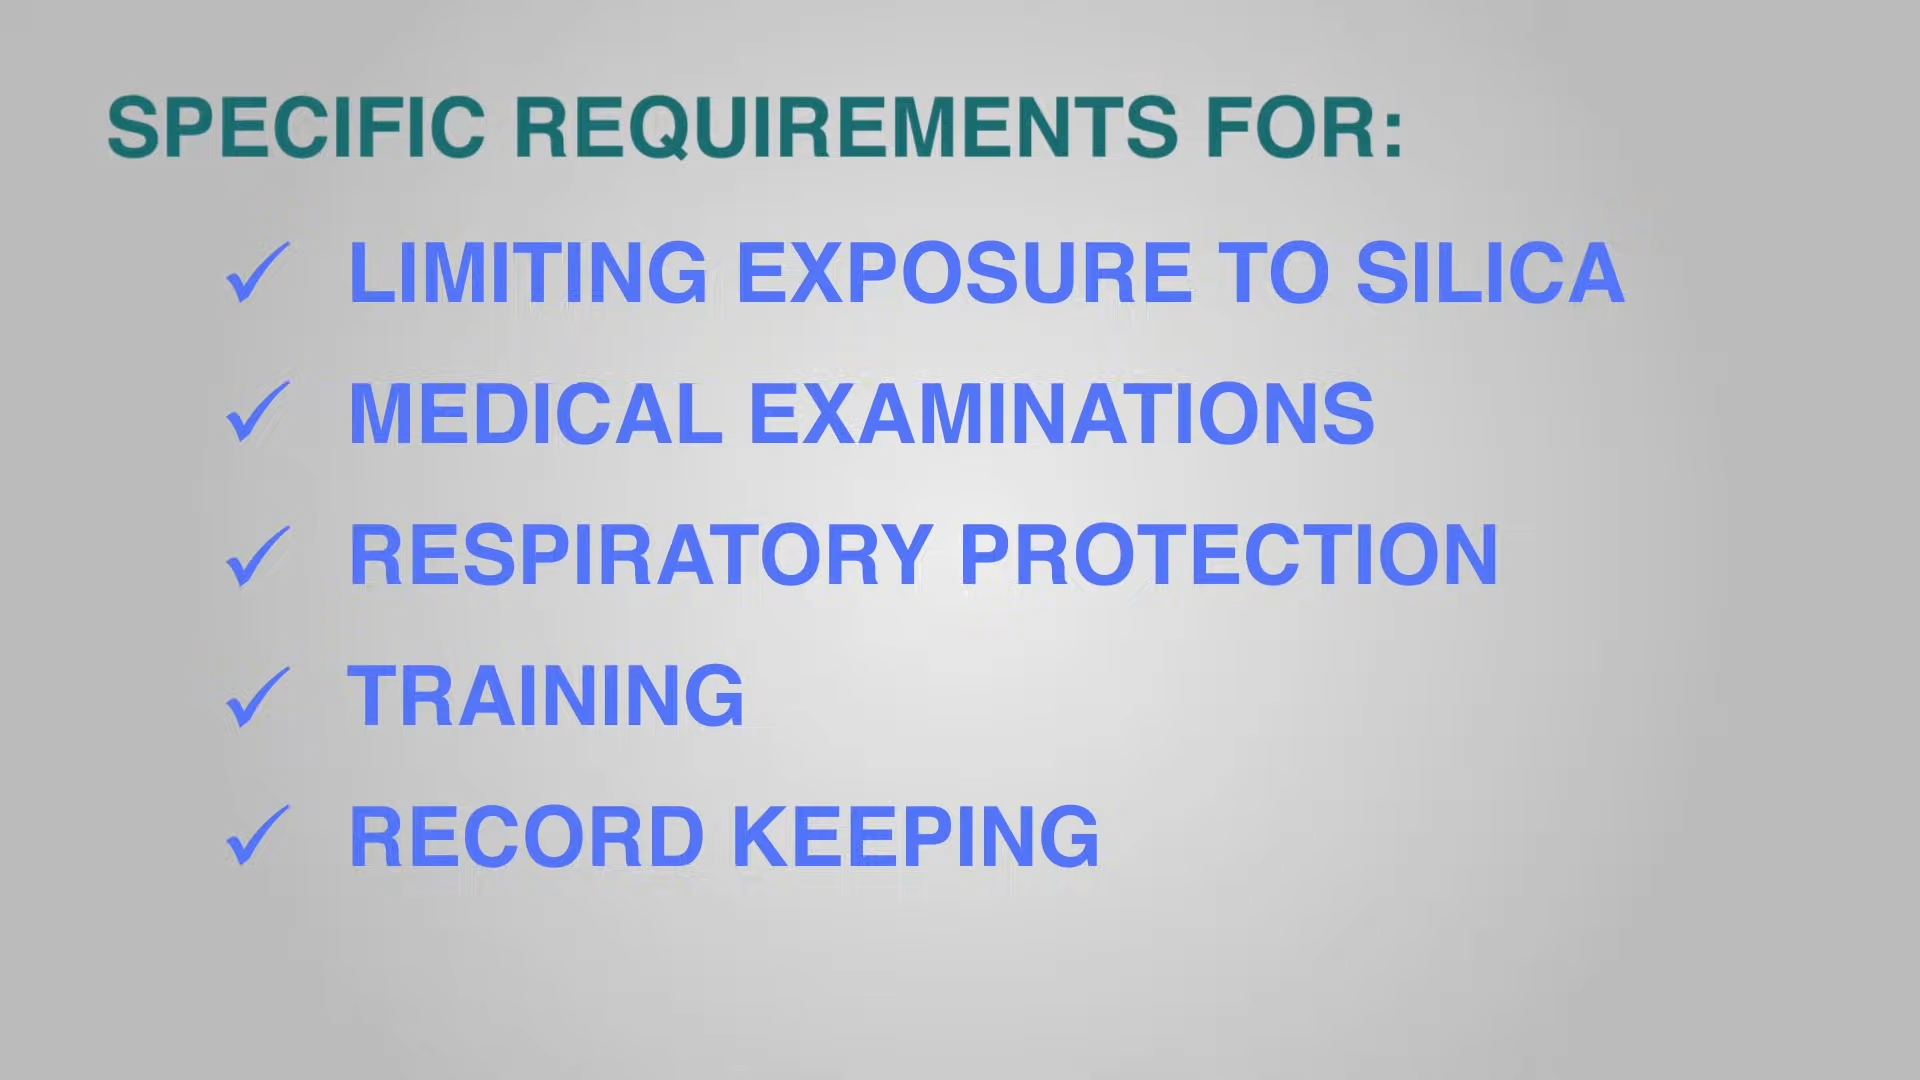 SPECIFIC REQUIREMENTS FOR:
✓ LIMITING EXPOSURE TO SILICA
✓ MEDICAL EXAMINATIONS
✓ RESPIRATORY PROTECTION
✓ TRAINING
✓ RECORD KEEPING